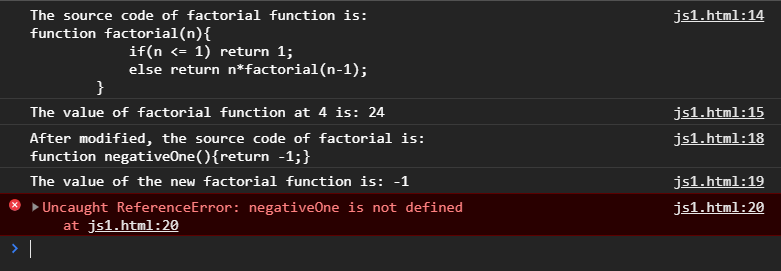 The source code of factorial function is: js1.html:14
function factorial(n){
if(n <= 1) return 1;
else return n*factorial(n-1);
}
The value of factorial function at 4 is: 24 js1.html:15
After modified, the source code of factorial is: js1.html:18
function negativeOne(){return -1;}
The value of the new factorial function is: -1 js1.html:19
Uncaught ReferenceError: negativeOne is not defined js1.html:20
at js1.html:20